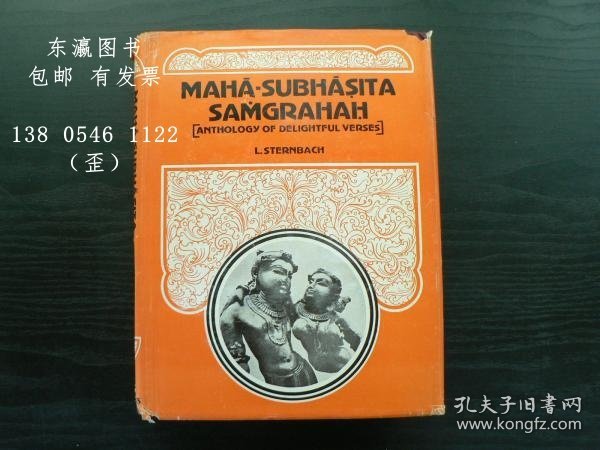 东瀛图书
包邮 有发票
138 0546 1122
（歪）
MAHĀ-SUBHĀṢITA
SAṀGRAHAḤ
[ANTHOLOGY OF DELIGHTFUL VERSES]
L. STERNBACH
孔夫子旧书网
www.kongfz.com